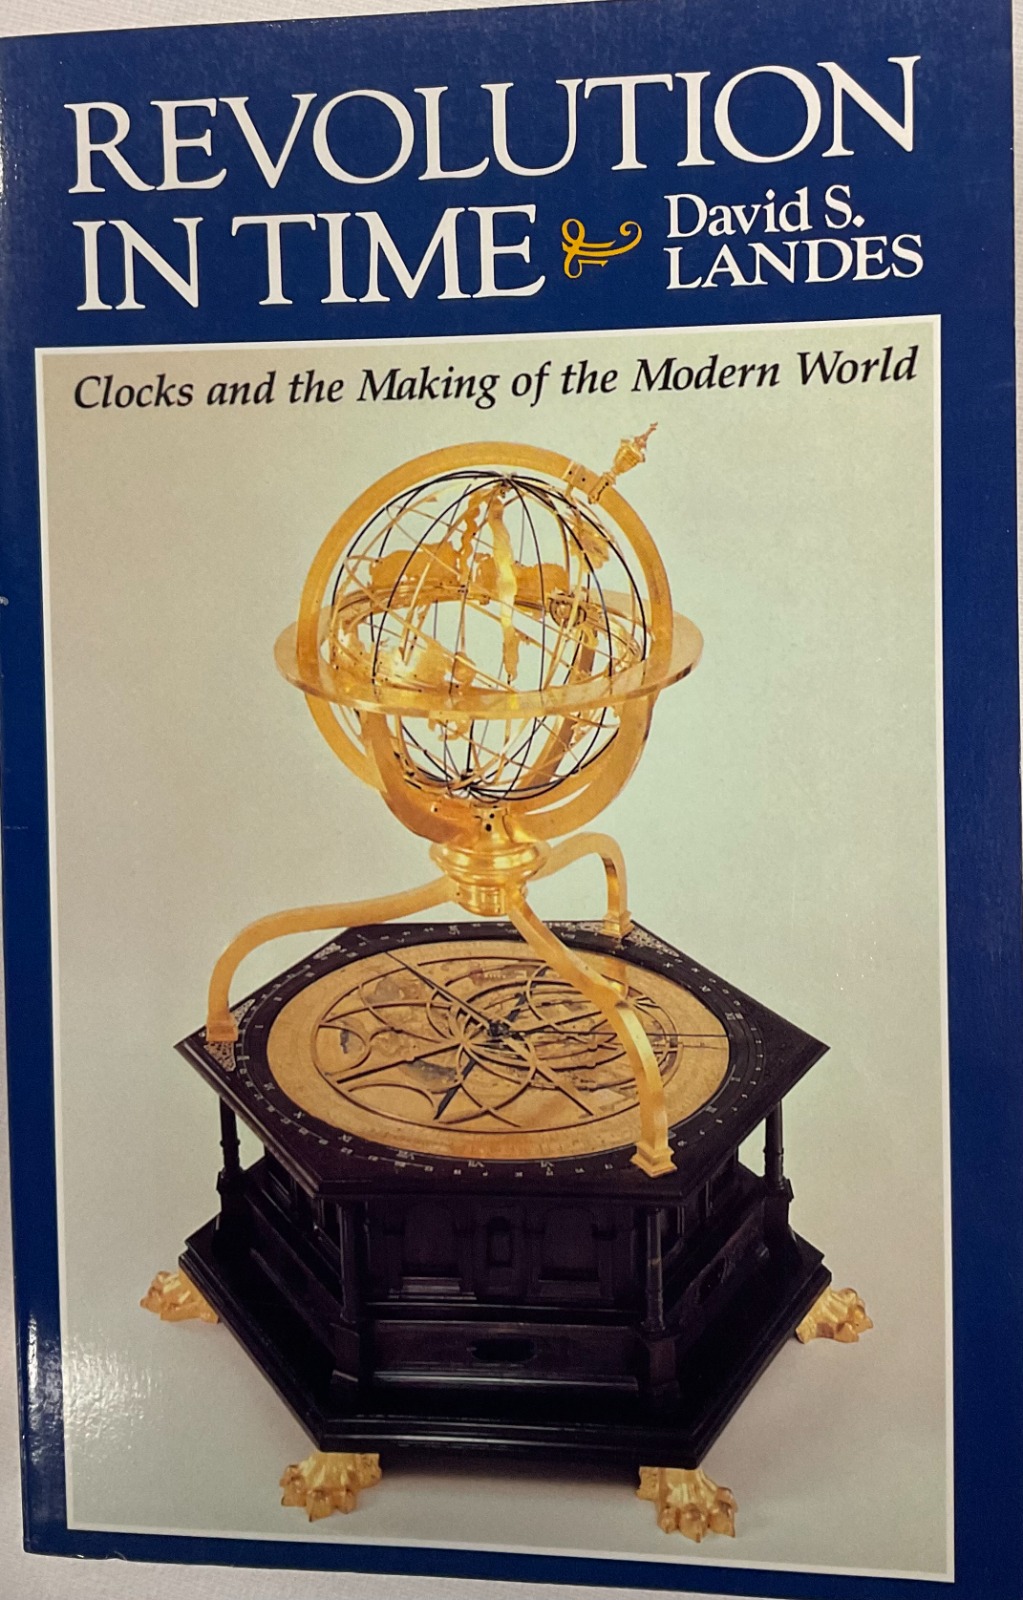 REVOLUTION
IN TIME
David S.
LANDES
Clocks and the Making of the Modern World